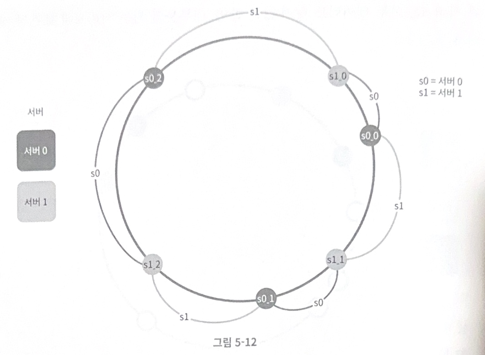 s1
s0_2
s1_0
s0 = 서버 0
s1 = 서버 1
s0
서버
s0_0
서버 0
s0
s1
서버 1
s1_2
s1_1
s0_1
s0
s1
그림 5-12